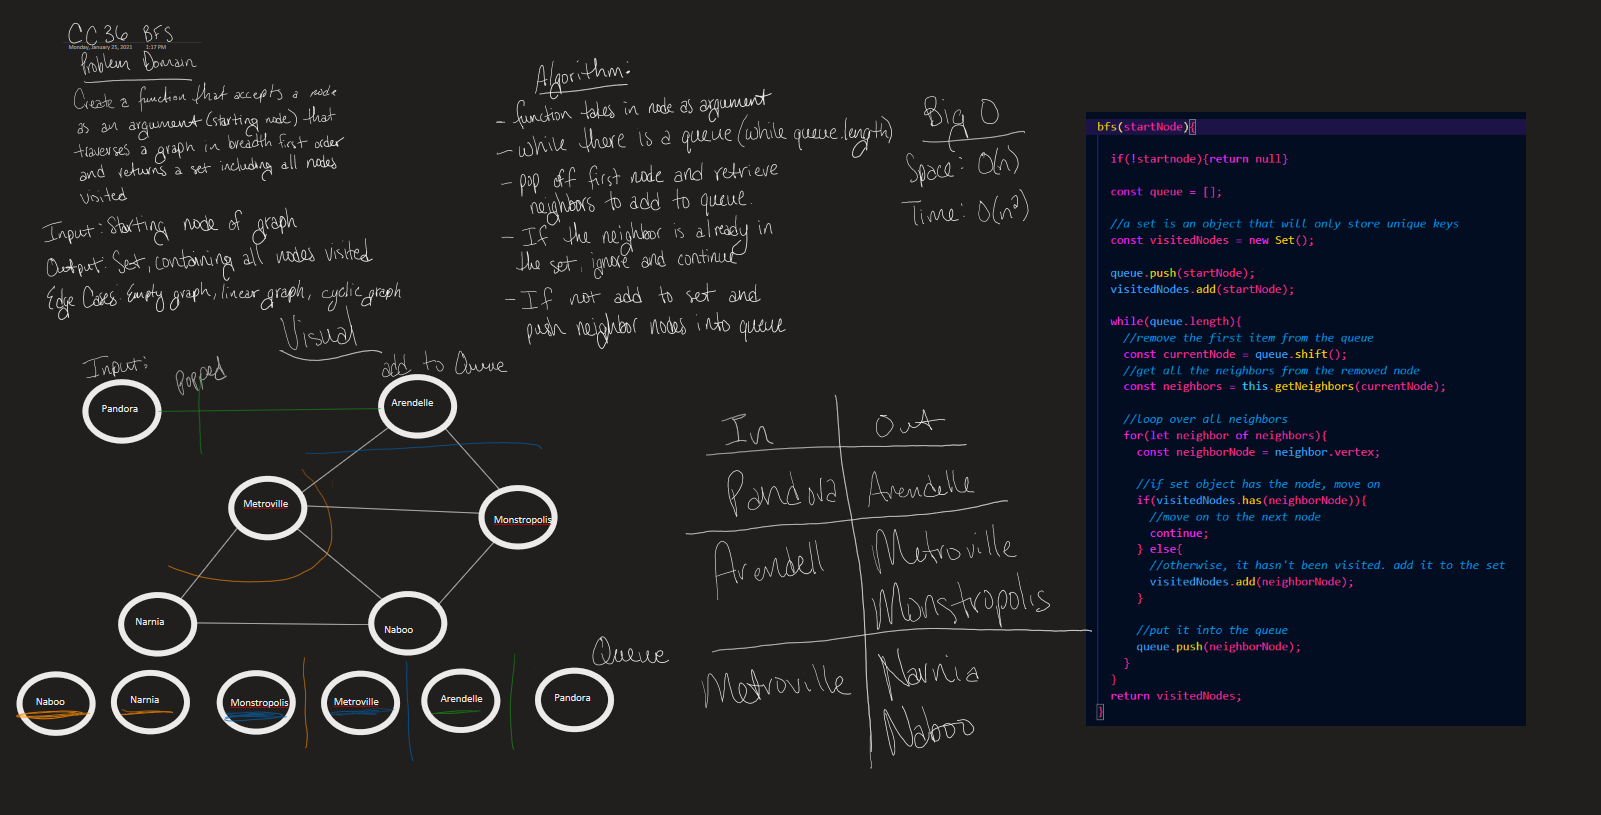 CC36 BFS
Monday, January 25, 2021 1:17 PM
Problem Domain
Create a function that accepts a node
as an argument (starting node) that
traverses a graph in breadth first order
and returns a set including all nodes
visited
Input: Starting node of graph
Output: Set, containing all nodes visited
Edge Cases: Empty graph, linear graph, cyclic graph
Visual
Input:
popped
add to Queue
Pandora
Arendelle
Metroville
Monstropolis
Narnia
Naboo
Queue
Naboo
Narnia
Monstropolis
Metroville
Arendelle
Pandora
Algorithm:
- function takes in node as argument
- while there is a queue (while queue.length)
- pop off first node and retrieve
neighbors to add to queue.
- If the neighbor is already in
the set, ignore and continue
- If not add to set and
push neighbor nodes into queue
Big O
Space: O(n)
Time: O(n²)
In Out
Pandora Arendelle
Arendell Metroville
Monstropolis
Metroville Narnia
Naboo
bfs(startNode){
if(!startnode){return null}
const queue = [];
//a set is an object that will only store unique keys
const visitedNodes = new Set();
queue.push(startNode);
visitedNodes.add(startNode);
while(queue.length){
//remove the first item from the queue
const currentNode = queue.shift();
//get all the neighbors from the removed node
const neighbors = this.getNeighbors(currentNode);
//loop over all neighbors
for(let neighbor of neighbors){
const neighborNode = neighbor.vertex;
//if set object has the node, move on
if(visitedNodes.has(neighborNode)){
//move on to the next node
continue;
} else{
//otherwise, it hasn't been visited. add it to the set
visitedNodes.add(neighborNode);
}
//put it into the queue
queue.push(neighborNode);
}
}
return visitedNodes;
}